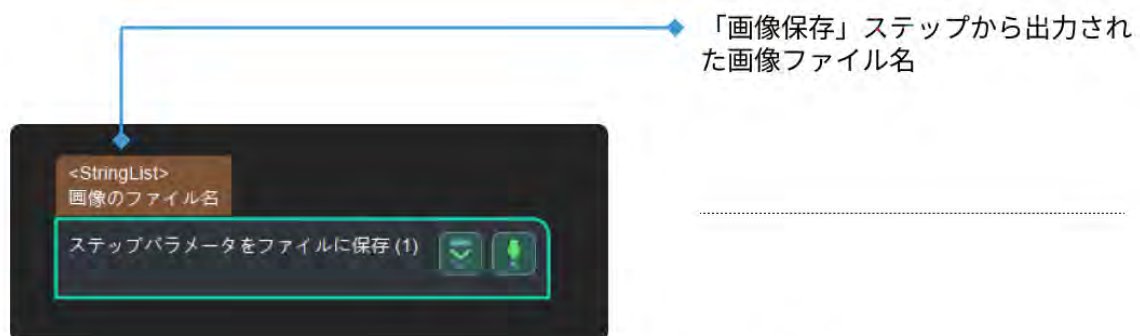 「画像保存」ステップから出力され
た画像ファイル名
<StringList>
画像のファイル名
ステップパラメータをファイルに保存 (1)